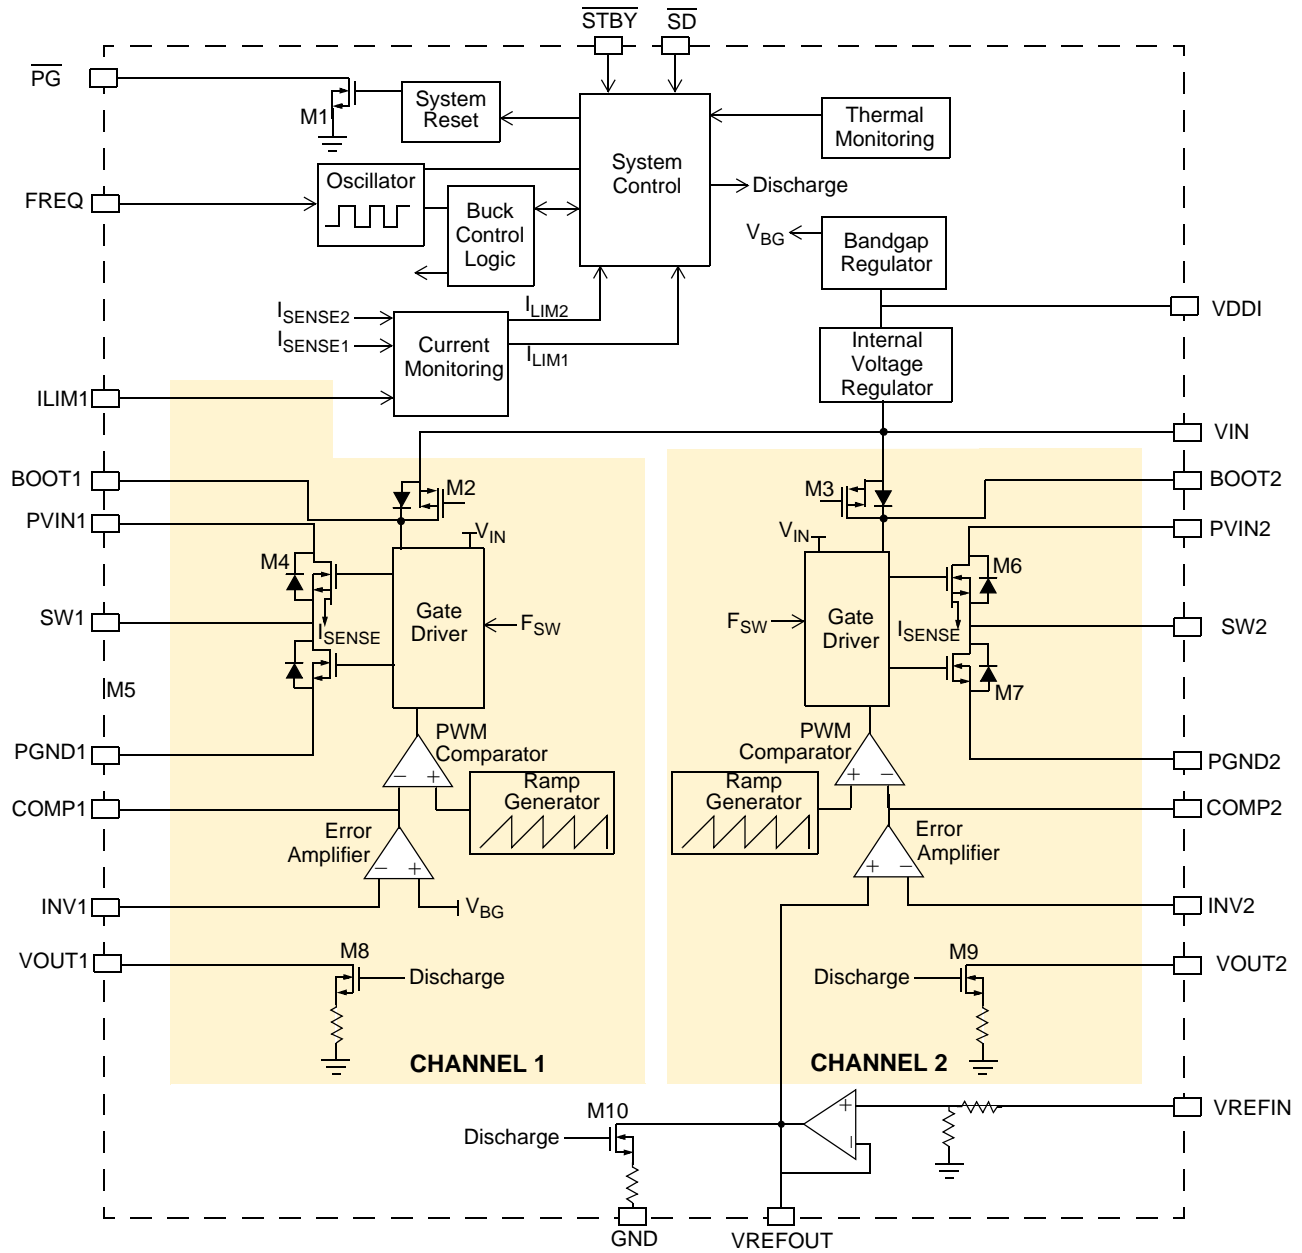 STBY
SD
PG
M1
System
Reset
Thermal
Monitoring
System
Control
Discharge
FREQ
Oscillator
Buck
Control
Logic
VBG
Bandgap
Regulator
VDDI
ISENSE2
ISENSE1
ILIM2
ILIM1
Current
Monitoring
Internal
Voltage
Regulator
ILIM1
VIN
BOOT1
M2
M3
BOOT2
PVIN1
VIN
VIN
PVIN2
M4
M6
Gate
Driver
FSW
FSW
Gate
Driver
SW1
ISENSE
ISENSE
SW2
M5
M7
PGND1
PWM
Comparator
PWM
Comparator
PGND2
− +
+ −
COMP1
Ramp
Generator
Ramp
Generator
COMP2
Error
Amplifier
Error
Amplifier
− +
+ −
INV1
VBG
INV2
VOUT1
M8
Discharge
M9
Discharge
VOUT2
CHANNEL 1
CHANNEL 2
M10
Discharge
+
−
VREFIN
GND
VREFOUT